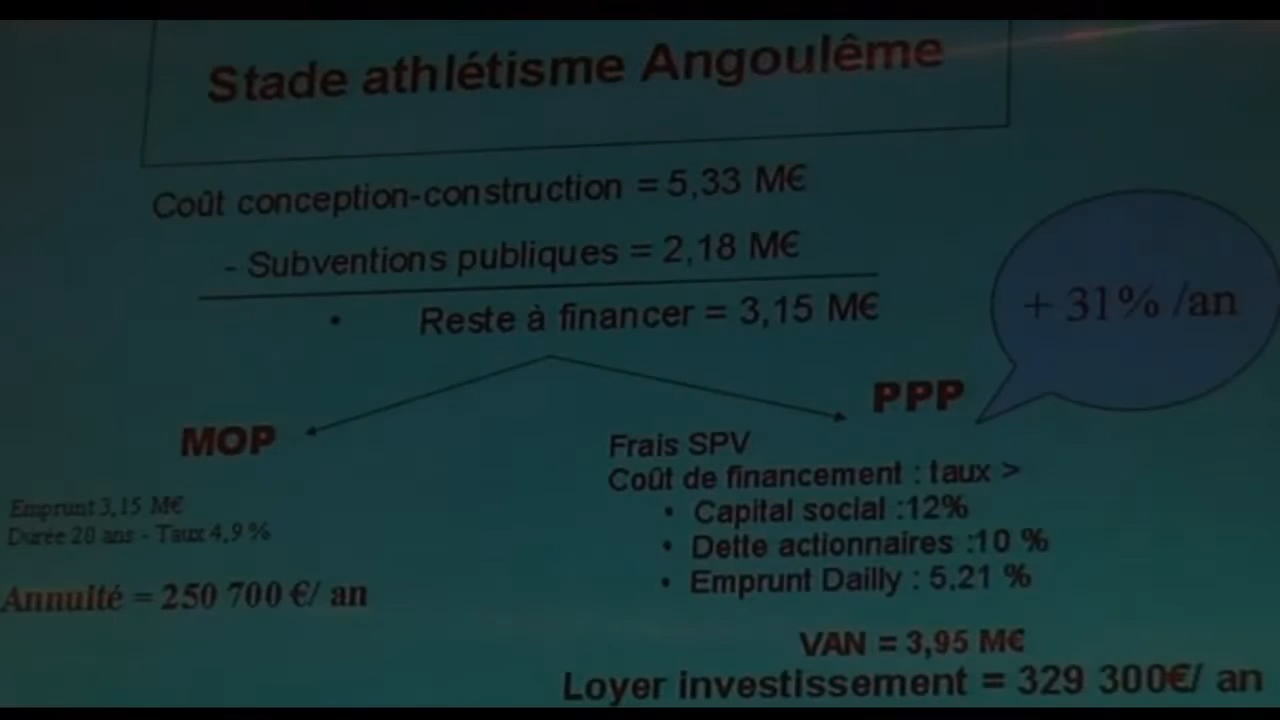 Stade athlétisme Angoulême
Coût conception-construction = 5,33 M€
- Subventions publiques = 2,18 M€
• Reste à financer = 3,15 M€
+ 31% /an
MOP
PPP
Emprunt 3,15 M€
Durée 20 ans - Taux 4,9 %
Annuité = 250 700 €/ an
Frais SPV
Coût de financement : taux >
• Capital social :12%
• Dette actionnaires :10 %
• Emprunt Dailly : 5,21 %
VAN = 3,95 M€
Loyer investissement = 329 300€/ an